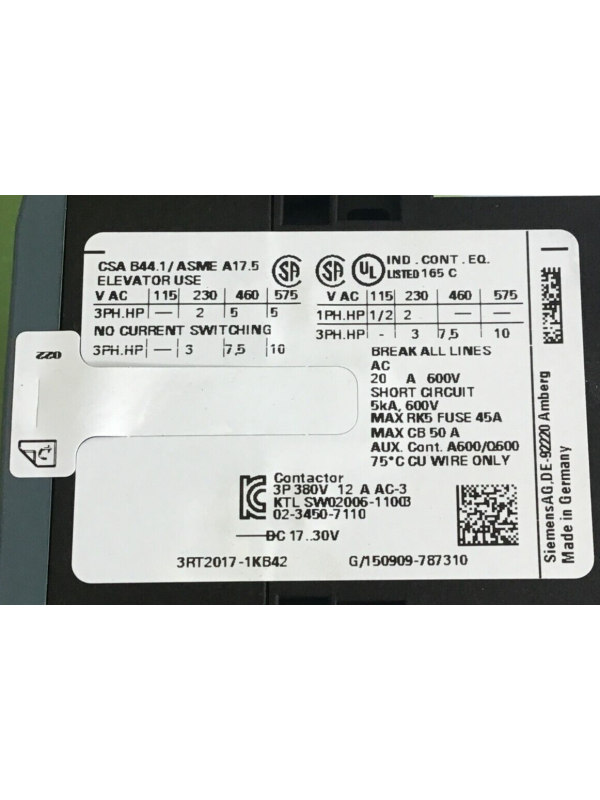 CSA B44.1/ASME A17.5
ELEVATOR USE
V AC | 115 | 230 | 460 | 575
3PH.HP | — | 2 | 5 | 5
NO CURRENT SWITCHING
3PH.HP | — | 3 | 7,5 | 10
SA SA UL IND.CONT.EQ.
LISTED 165 C
V AC | 115 | 230 | 460 | 575
1PH.HP | 1/2 | 2 | — | —
3PH.HP | - | 3 | 7,5 | 10
BREAK ALL LINES
AC
20 A 600V
SHORT CIRCUIT
5kA, 600V
MAX RK5 FUSE 45A
MAX CB 50 A
AUX. Cont. A600/Q600
75°C CU WIRE ONLY
022
Contactor
3P 380V 12 A AC-3
KTL SW02006-11003
02-3450-7110
DC 17..30V
3RT2017-1KB42 G/150909-787310
SiemensAG,DE-92220 Amberg
Made in Germany